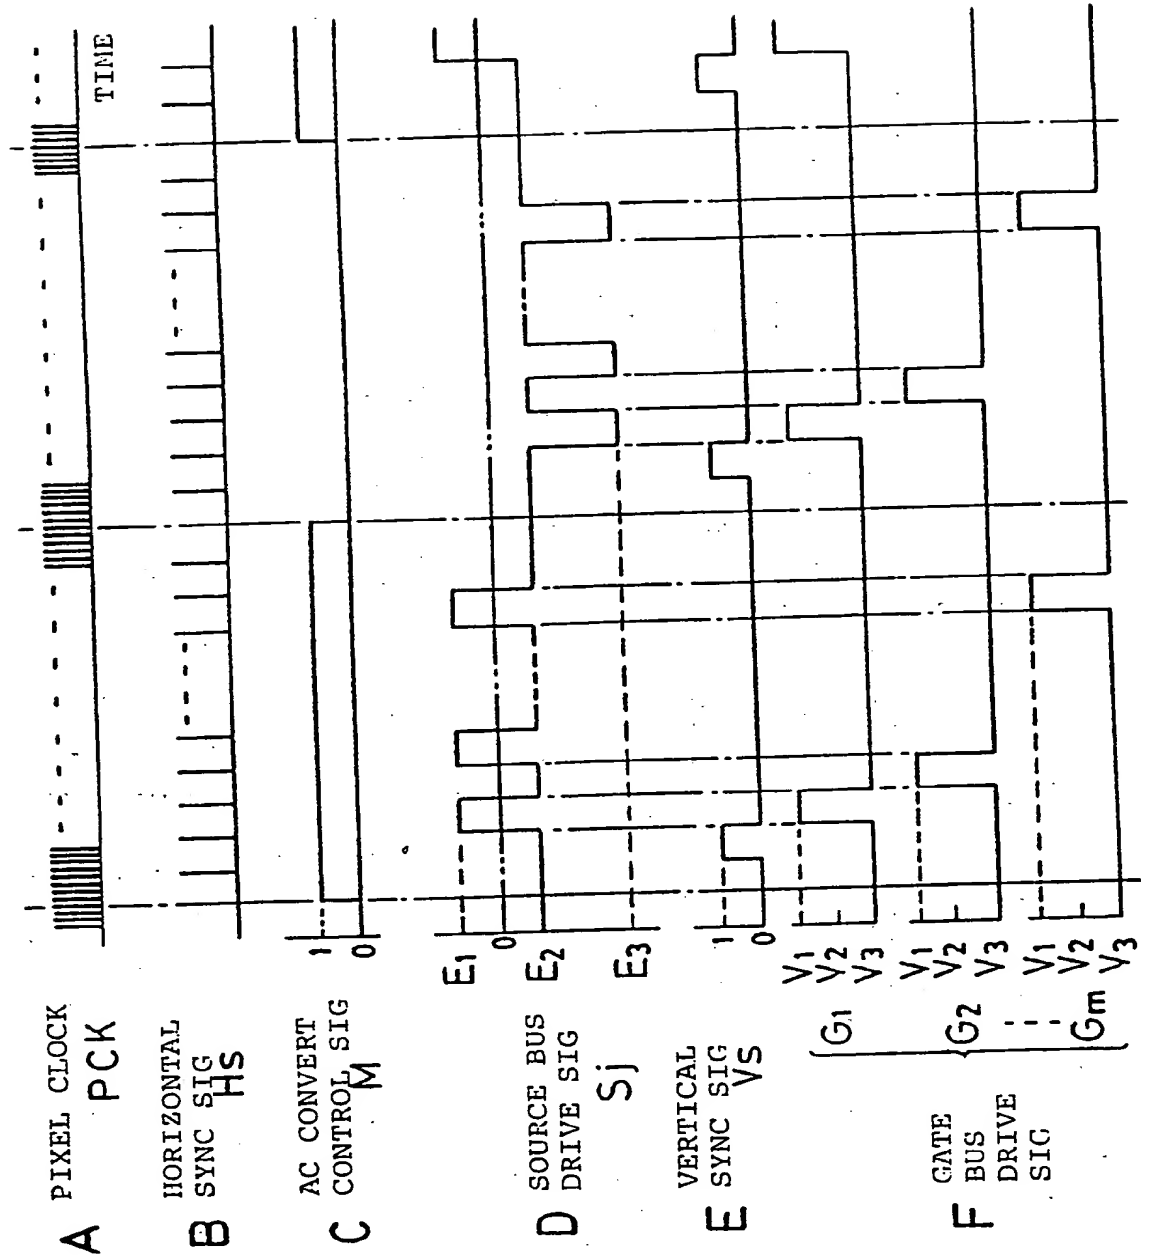 A PIXEL CLOCK
PCK
TIME
B HORIZONTAL
SYNC SIG
Hs
C AC CONVERT
CONTROL SIG
M
1
0
D SOURCE BUS
DRIVE SIG
Sj
E1
0
E2
E3
E VERTICAL
SYNC SIG
Vs
1
0
F GATE
BUS
DRIVE
SIG
G1
V1
V2
V3
G2
V1
V2
V3
Gm
V1
V2
V3